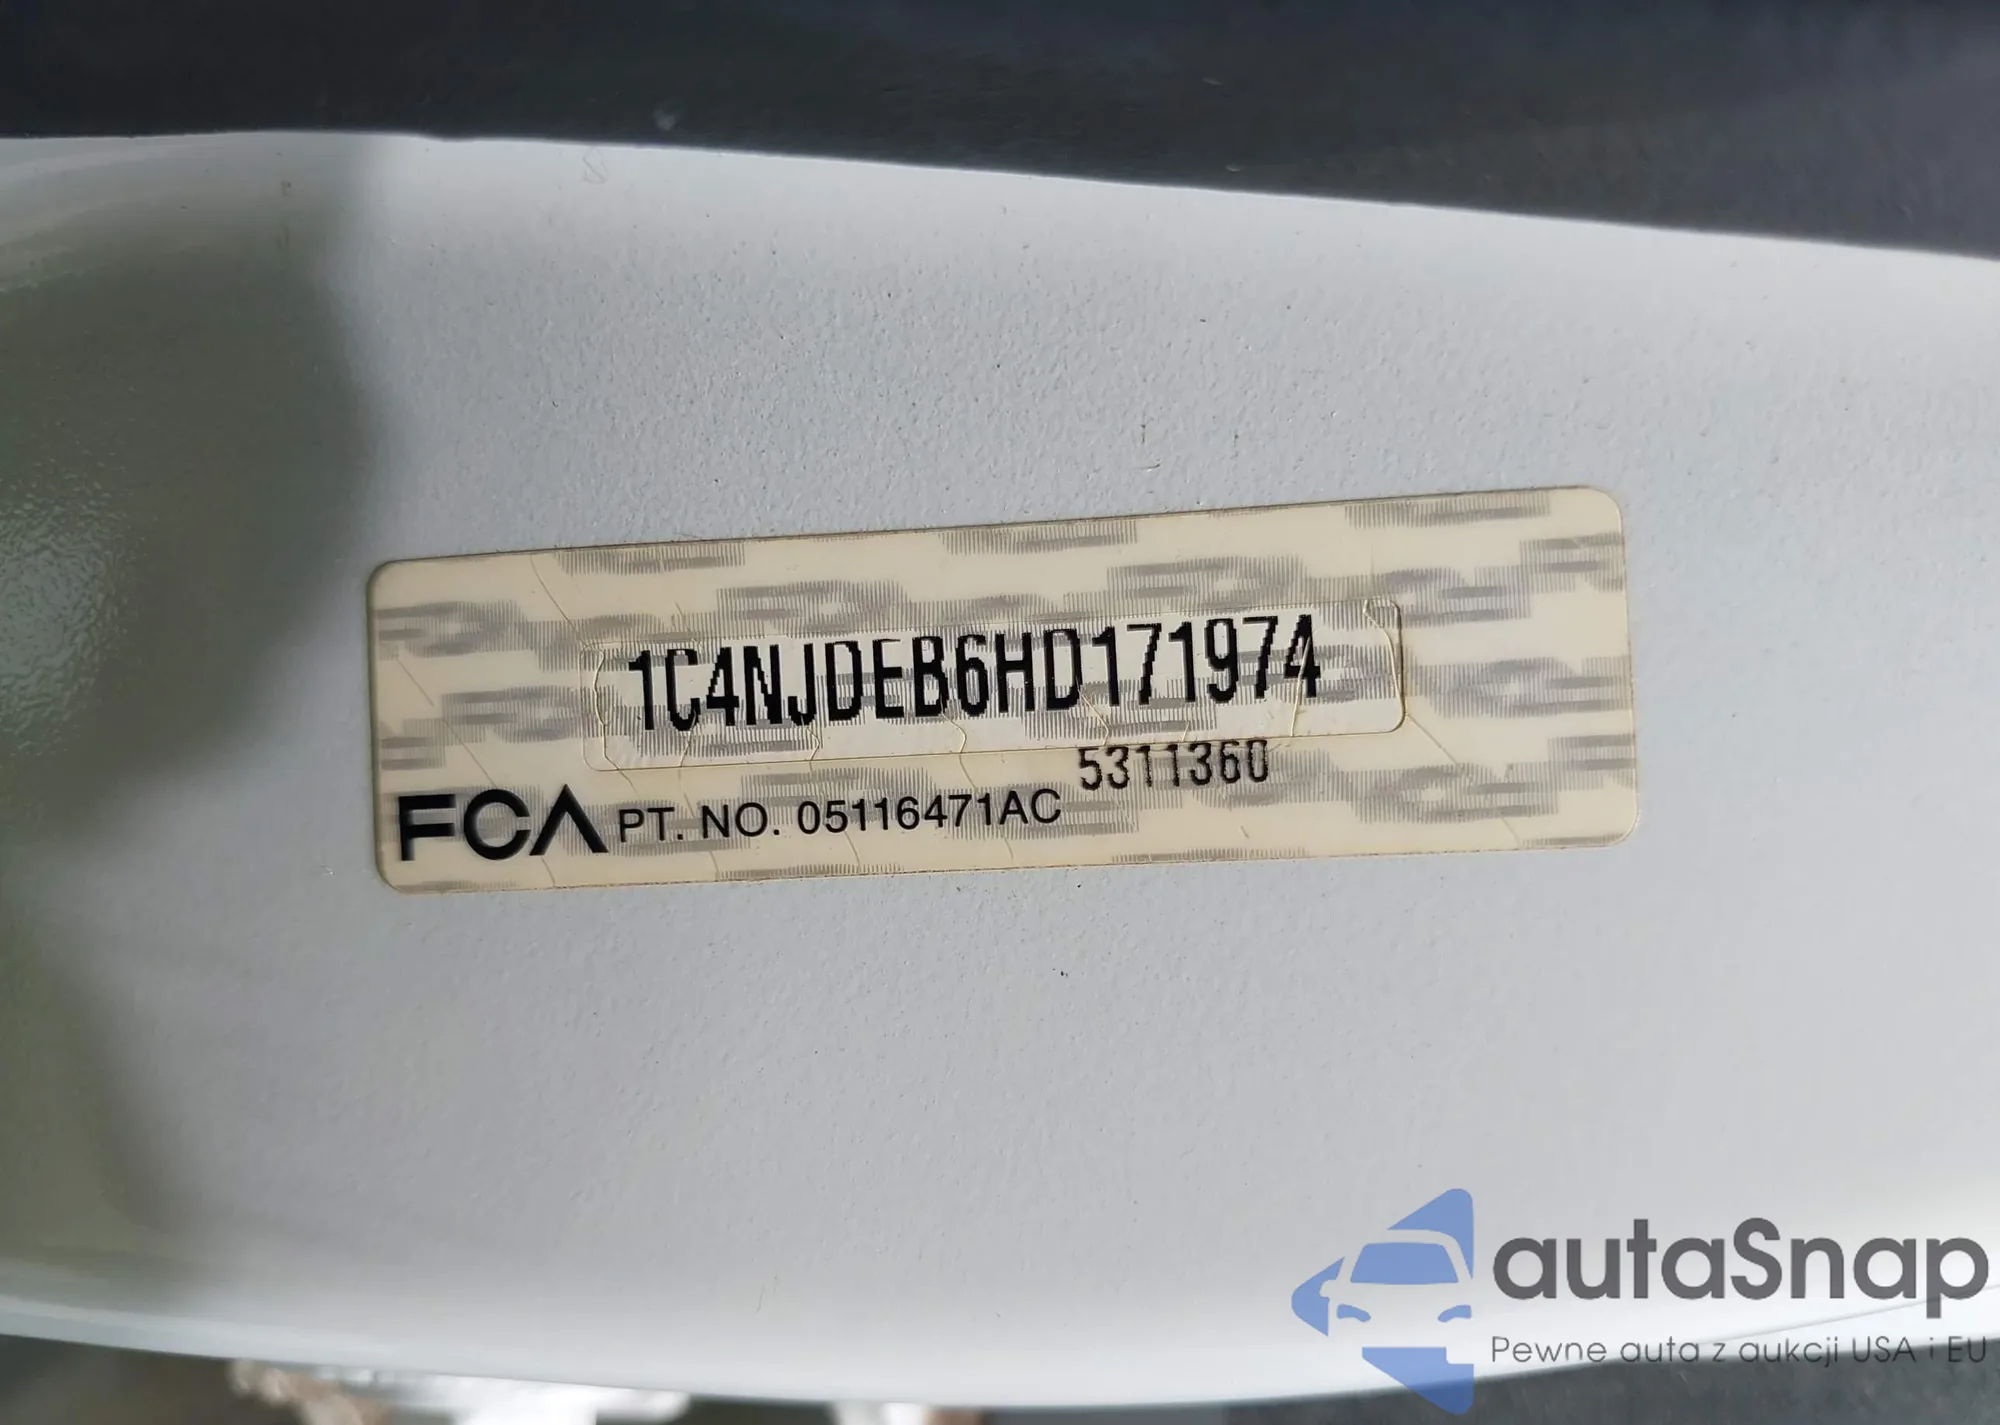 1C4NJDEB6HD171974
5311360
FCA PT. NO. 05116471AC
autaSnap
Pewne auta z aukcji USA i EU